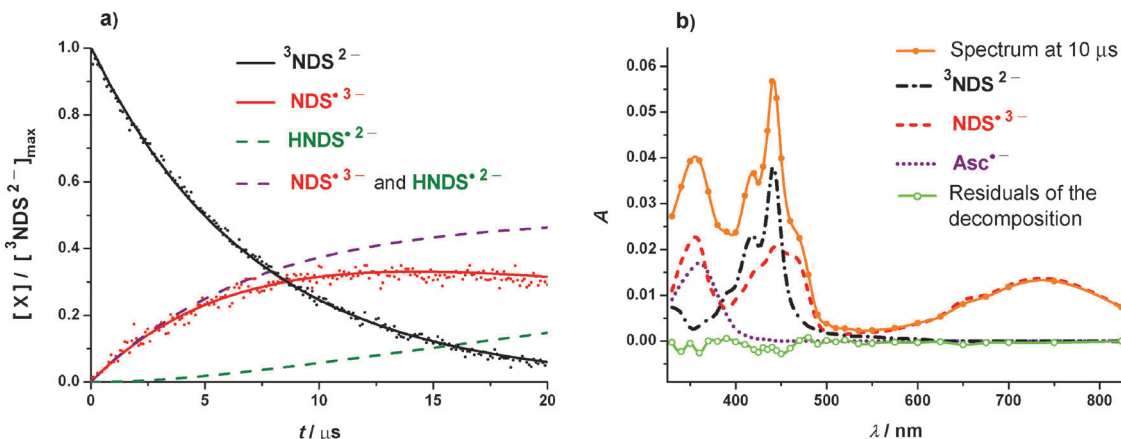 a)
[X] / [³NDS²⁻]max
1.0
0.8
0.6
0.4
0.2
0.0
0
5
10
15
20
t / μs
³NDS²⁻
NDS•³⁻
HNDS•²⁻
NDS•³⁻ and HNDS•²⁻
b)
A
0.06
0.05
0.04
0.03
0.02
0.01
0.00
400
500
600
700
800
λ / nm
Spectrum at 10 μs
³NDS²⁻
NDS•³⁻
Asc•⁻
Residuals of the
decomposition